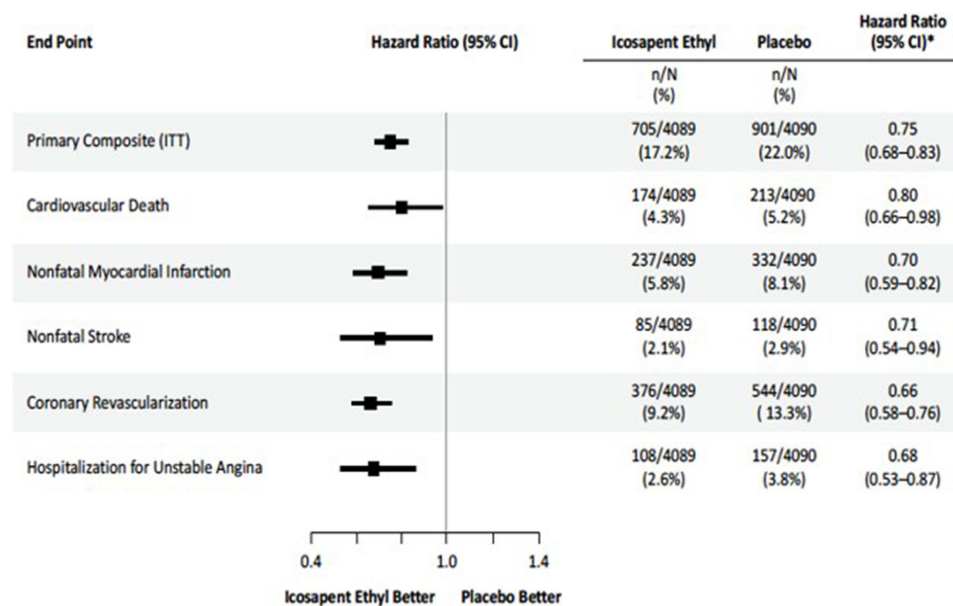 End Point Hazard Ratio (95% CI) Icosapent Ethyl Placebo Hazard Ratio
(95% CI)*
n/N n/N
(%) (%)
Primary Composite (ITT) 705/4089 901/4090 0.75
(17.2%) (22.0%) (0.68–0.83)
Cardiovascular Death 174/4089 213/4090 0.80
(4.3%) (5.2%) (0.66–0.98)
Nonfatal Myocardial Infarction 237/4089 332/4090 0.70
(5.8%) (8.1%) (0.59–0.82)
Nonfatal Stroke 85/4089 118/4090 0.71
(2.1%) (2.9%) (0.54–0.94)
Coronary Revascularization 376/4089 544/4090 0.66
(9.2%) ( 13.3%) (0.58–0.76)
Hospitalization for Unstable Angina 108/4089 157/4090 0.68
(2.6%) (3.8%) (0.53–0.87)
0.4 1.0 1.4
Icosapent Ethyl Better Placebo Better